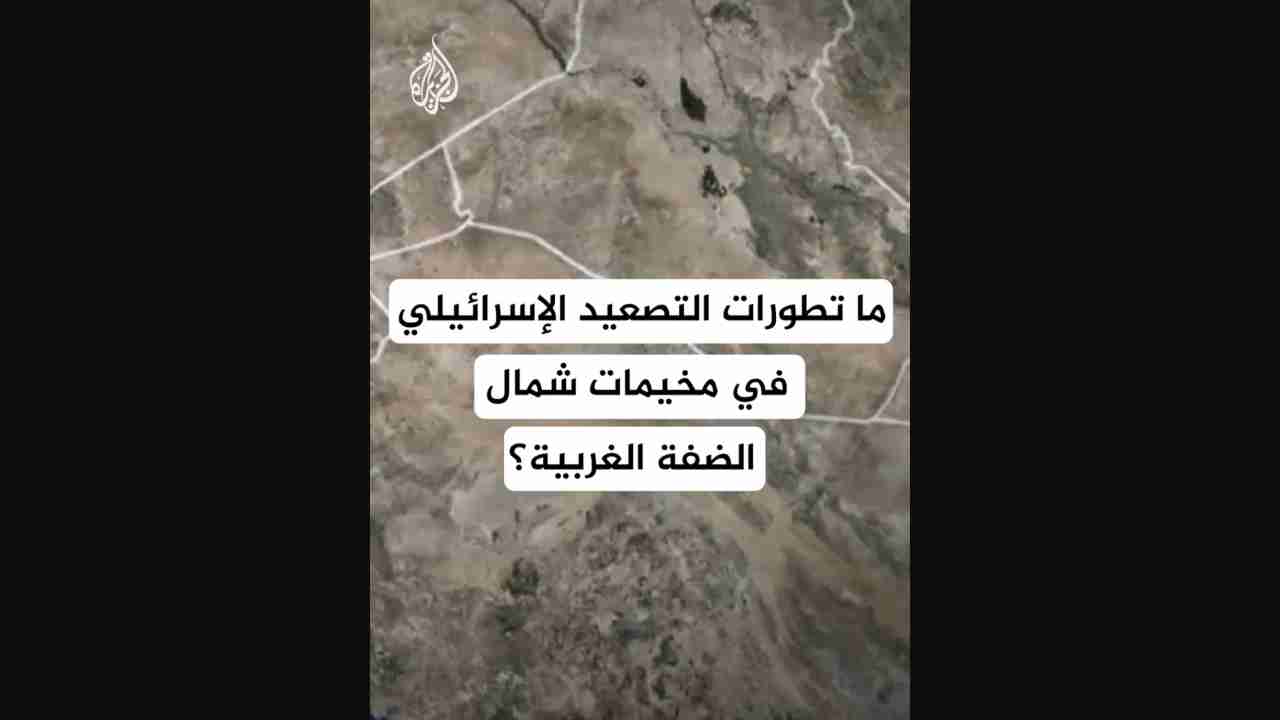 ما تطورات التصعيد الإسرائيلي
في مخيمات شمال
الضفة الغربية؟